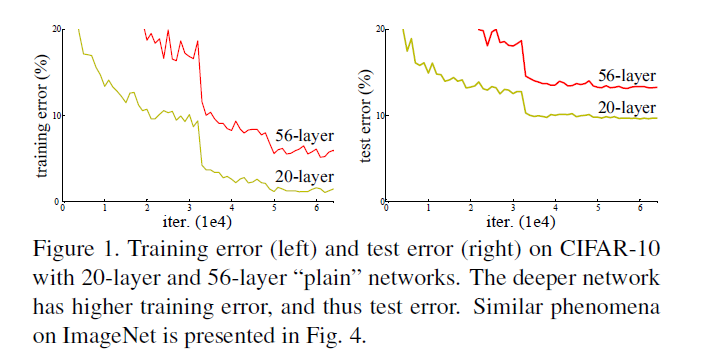 training error (%)
20
10
0
56-layer
20-layer
0 1 2 3 4 5 6
iter. (1e4)
test error (%)
20
10
0
56-layer
20-layer
0 1 2 3 4 5 6
iter. (1e4)
Figure 1. Training error (left) and test error (right) on CIFAR-10
with 20-layer and 56-layer “plain” networks. The deeper network
has higher training error, and thus test error. Similar phenomena
on ImageNet is presented in Fig. 4.